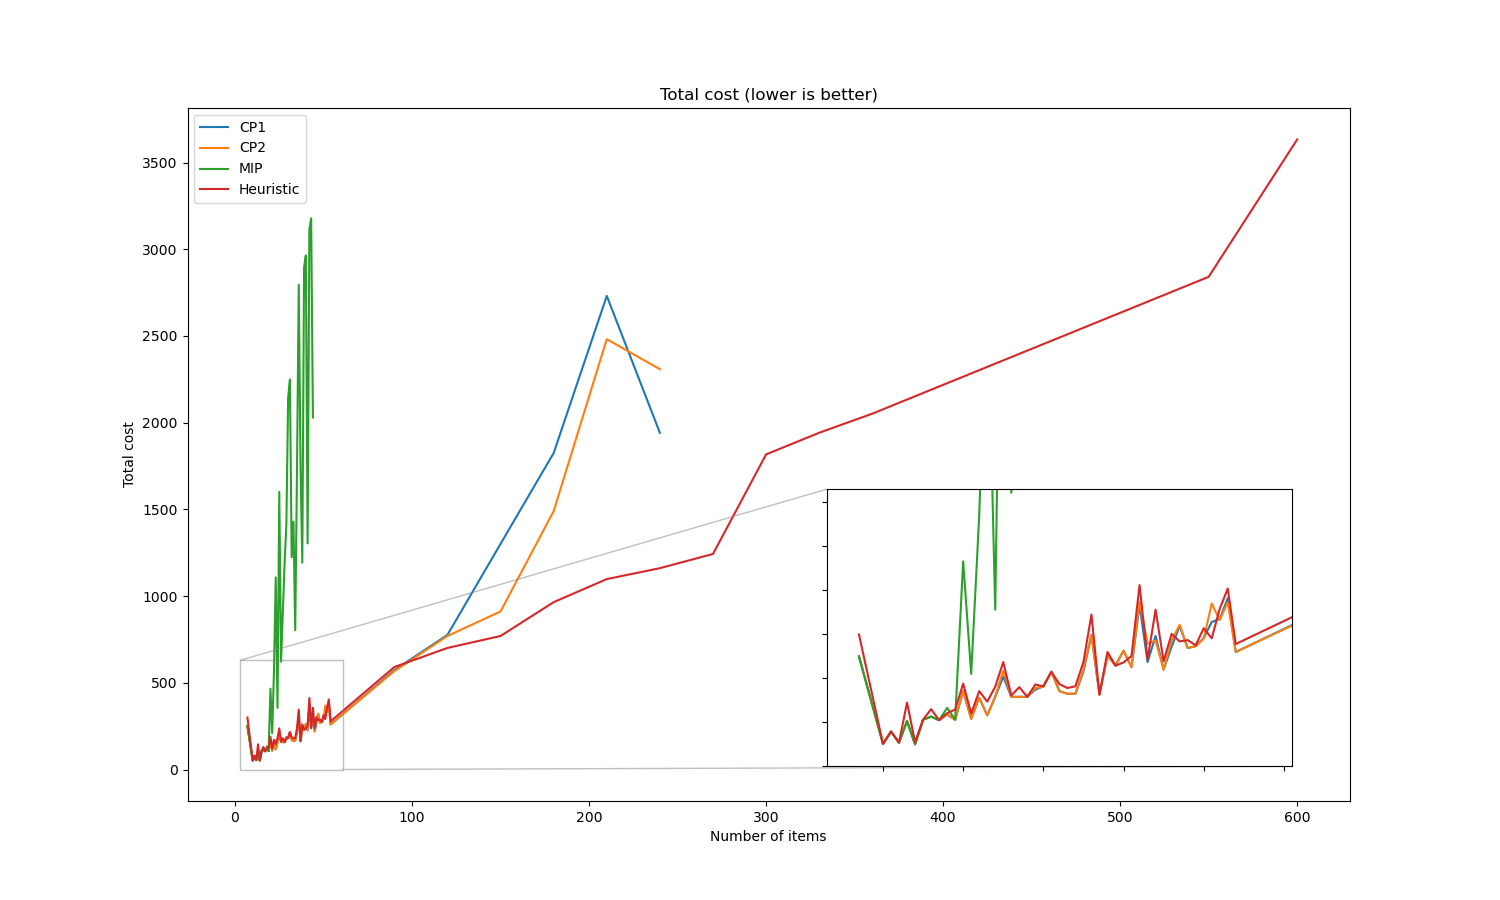 Total cost (lower is better)
CP1
CP2
MIP
Heuristic
3500
3000
2500
2000
1500
1000
500
0
Total cost
0 100 200 300 400 500 600
Number of items